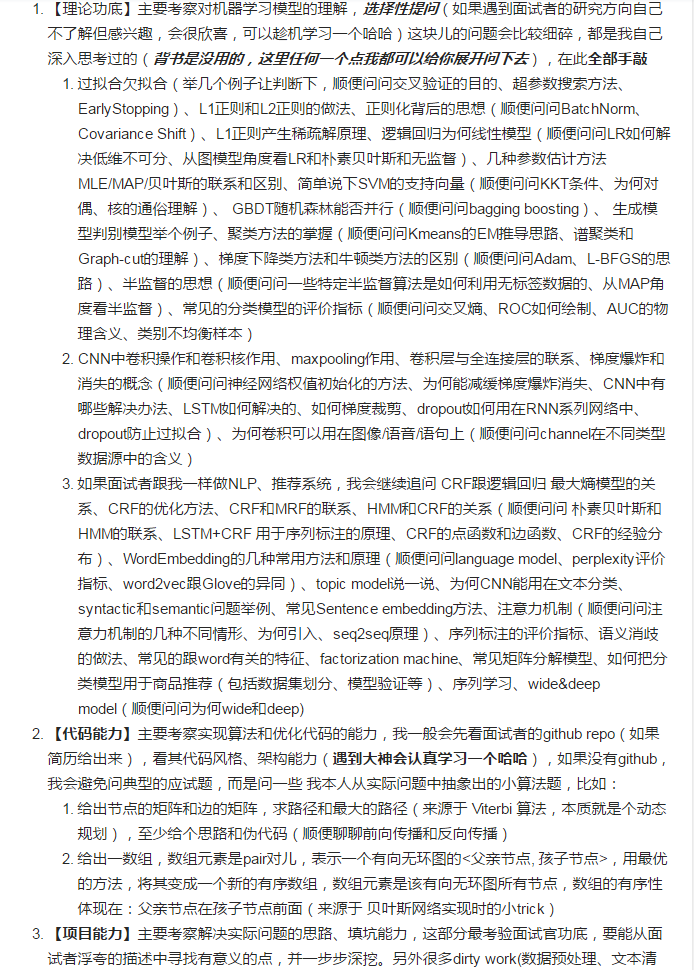 1. 【理论功底】主要考察对机器学习模型的理解，选择性提问（如果遇到面试者的研究方向自己
不了解但感兴趣，会很欣喜，可以趁机学习一个哈哈）这块儿的问题会比较细碎，都是我自己
深入思考过的（背书是没用的，这里任何一个点我都可以给你展开问下去），在此全部手敲
1. 过拟合欠拟合（举几个例子让判断下，顺便问问交叉验证的目的、超参数搜索方法、
EarlyStopping）、L1正则和L2正则的做法、正则化背后的思想（顺便问问BatchNorm、
Covariance Shift）、L1正则产生稀疏解原理、逻辑回归为何线性模型（顺便问问LR如何解
决低维不可分、从图模型角度看LR和朴素贝叶斯和无监督）、几种参数估计方法
MLE/MAP/贝叶斯的联系和区别、简单说下SVM的支持向量（顺便问问KKT条件、为何对
偶、核的通俗理解）、 GBDT随机森林能否并行（顺便问问bagging boosting）、 生成模
型判别模型举个例子、聚类方法的掌握（顺便问问Kmeans的EM推导思路、谱聚类和
Graph-cut的理解）、梯度下降类方法和牛顿类方法的区别（顺便问问Adam、L-BFGS的思
路）、半监督的思想（顺便问问一些特定半监督算法是如何利用无标签数据的、从MAP角
度看半监督）、常见的分类模型的评价指标（顺便问问交叉熵、ROC如何绘制、AUC的物
理含义、类别不均衡样本）
2. CNN中卷积操作和卷积核作用、maxpooling作用、卷积层与全连接层的联系、梯度爆炸和
消失的概念（顺便问问神经网络权值初始化的方法、为何能减缓梯度爆炸消失、CNN中有
哪些解决办法、LSTM如何解决的、如何梯度裁剪、dropout如何用在RNN系列网络中、
dropout防止过拟合）、为何卷积可以用在图像/语音/语句上（顺便问问channel在不同类型
数据源中的含义）
3. 如果面试者跟我一样做NLP、推荐系统，我会继续追问 CRF跟逻辑回归 最大熵模型的关
系、CRF的优化方法、CRF和MRF的联系、HMM和CRF的关系（顺便问问 朴素贝叶斯和
HMM的联系、LSTM+CRF 用于序列标注的原理、CRF的点函数和边函数、CRF的经验分
布）、WordEmbedding的几种常用方法和原理（顺便问问language model、perplexity评价
指标、word2vec跟Glove的异同）、topic model说一说、为何CNN能用在文本分类、
syntactic和semantic问题举例、常见Sentence embedding方法、注意力机制（顺便问问注
意力机制的几种不同情形、为何引入、seq2seq原理）、序列标注的评价指标、语义消歧
的做法、常见的跟word有关的特征、factorization machine、常见矩阵分解模型、如何把分
类模型用于商品推荐（包括数据集划分、模型验证等）、序列学习、wide&deep
model（顺便问问为何wide和deep)
2. 【代码能力】主要考察实现算法和优化代码的能力，我一般会先看面试者的github repo（如果
简历给出来），看其代码风格、架构能力（遇到大神会认真学习一个哈哈），如果没有github，
我会避免问典型的应试题，而是问一些 我本人从实际问题中抽象出的小算法题，比如：
1. 给出节点的矩阵和边的矩阵，求路径和最大的路径（来源于 Viterbi 算法，本质就是个动态
规划），至少给个思路和伪代码（顺便聊聊前向传播和反向传播）
2. 给出一数组，数组元素是pair对儿，表示一个有向无环图的<父亲节点, 孩子节点>，用最优
的方法，将其变成一个新的有序数组，数组元素是该有向无环图所有节点，数组的有序性
体现在：父亲节点在孩子节点前面（来源于 贝叶斯网络实现时的小trick）
3. 【项目能力】主要考察解决实际问题的思路、填坑能力，这部分最考验面试官功底，要能从面
试者浮夸的描述中寻找有意义的点，并一步步深挖。另外很多dirty work(数据预处理、文本清